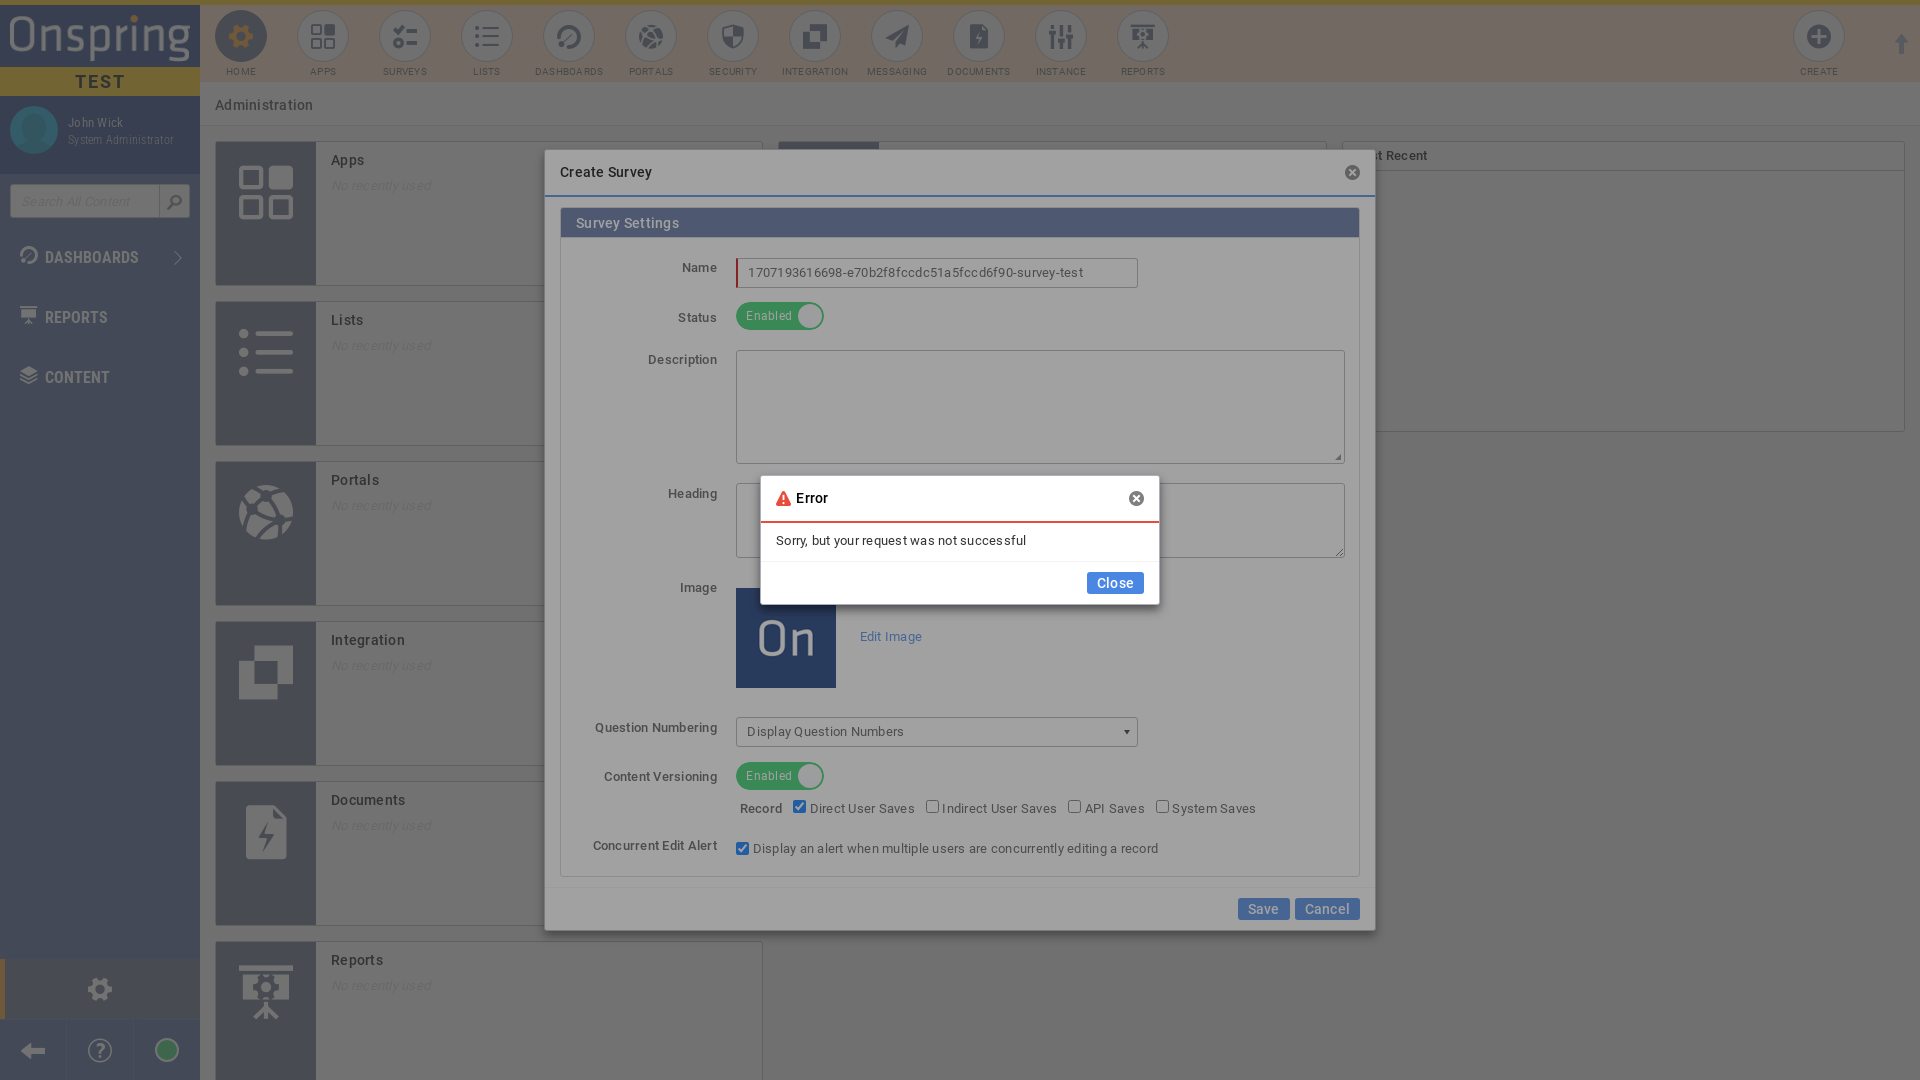 Onspring
TEST
John Wick
System Administrator
Search All Content
DASHBOARDS
REPORTS
CONTENT
HOME
APPS
SURVEYS
LISTS
DASHBOARDS
PORTALS
SECURITY
INTEGRATION
MESSAGING
DOCUMENTS
INSTANCE
REPORTS
CREATE
Administration
Apps
No recently used
Lists
No recently used
Portals
No recently used
Integration
No recently used
Documents
No recently used
Reports
No recently used
Recent
Create Survey
Survey Settings
Name
1707193616698-e70b2f8fccdc51a5fccd6f90-survey-test
Status
Enabled
Description
Heading
Error
Sorry, but your request was not successful
Close
Image
On
Edit Image
Question Numbering
Display Question Numbers
Content Versioning
Enabled
Record Direct User Saves Indirect User Saves API Saves System Saves
Concurrent Edit Alert
Display an alert when multiple users are concurrently editing a record
Save
Cancel